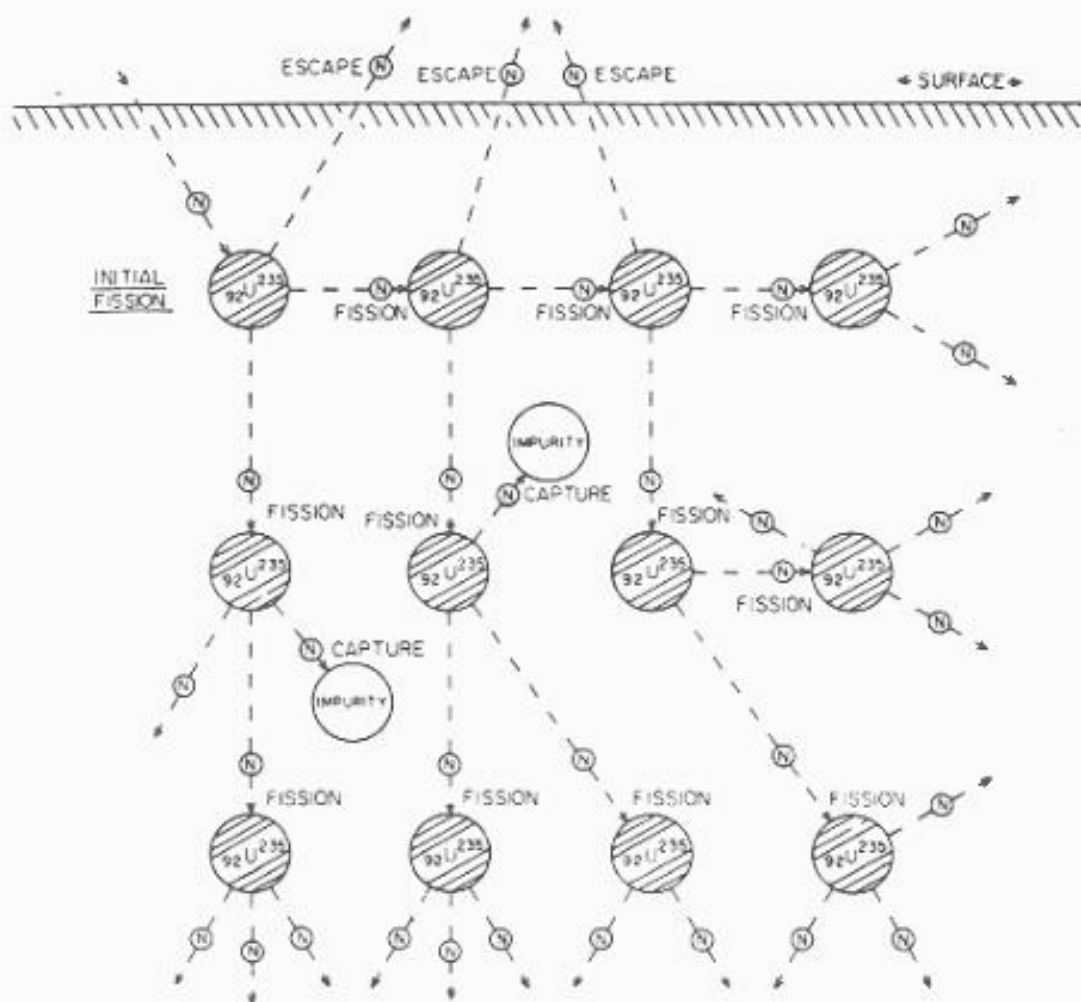 ESCAPE N
ESCAPE N N ESCAPE
SURFACE
N
N
INITIAL
FISSION
₉₂U²³⁵ N ₉₂U²³⁵ N ₉₂U²³⁵ N ₉₂U²³⁵
FISSION FISSION FISSION
N
IMPURITY
N N N
N CAPTURE
FISSION FISSION FISSION N N
₉₂U²³⁵ ₉₂U²³⁵ ₉₂U²³⁵ N ₉₂U²³⁵
FISSION
N
N CAPTURE
N IMPURITY
N N N N
FISSION FISSION FISSION FISSION N
₉₂U²³⁵ ₉₂U²³⁵ ₉₂U²³⁵ ₉₂U²³⁵
N N N N N N N N N N